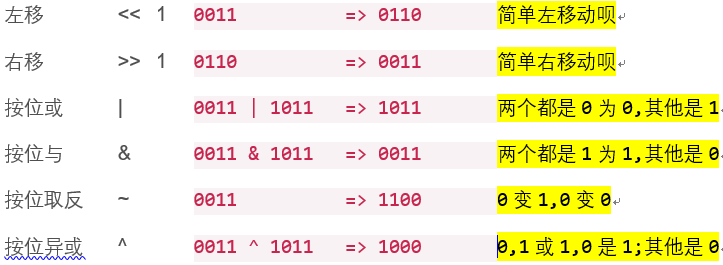 左移 << 1 0011 => 0110 简单左移动呗
右移 >> 1 0110 => 0011 简单右移动呗
按位或 | 0011 | 1011 => 1011 两个都是 0 为 0,其他是 1
按位与 & 0011 & 1011 => 0011 两个都是 1 为 1,其他是 0
按位取反 ~ 0011 => 1100 0 变 1,0 变 0
按位异或 ^ 0011 ^ 1011 => 1000 0,1 或 1,0 是 1;其他是 0